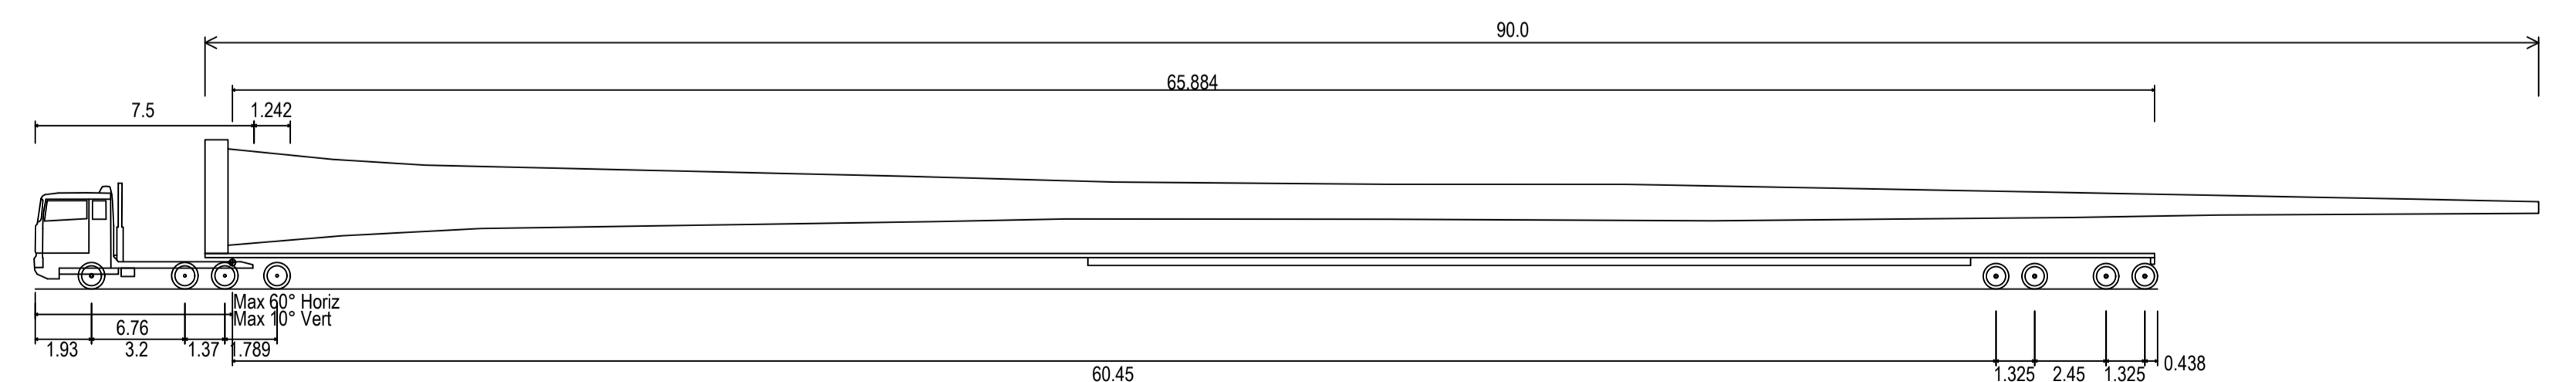 90.0
65.884
7.5 1.242
Max 60° Horiz
Max 10° Vert
6.76
1.93 3.2 1.37 1.789
60.45 1.325 2.45 1.325 0.438